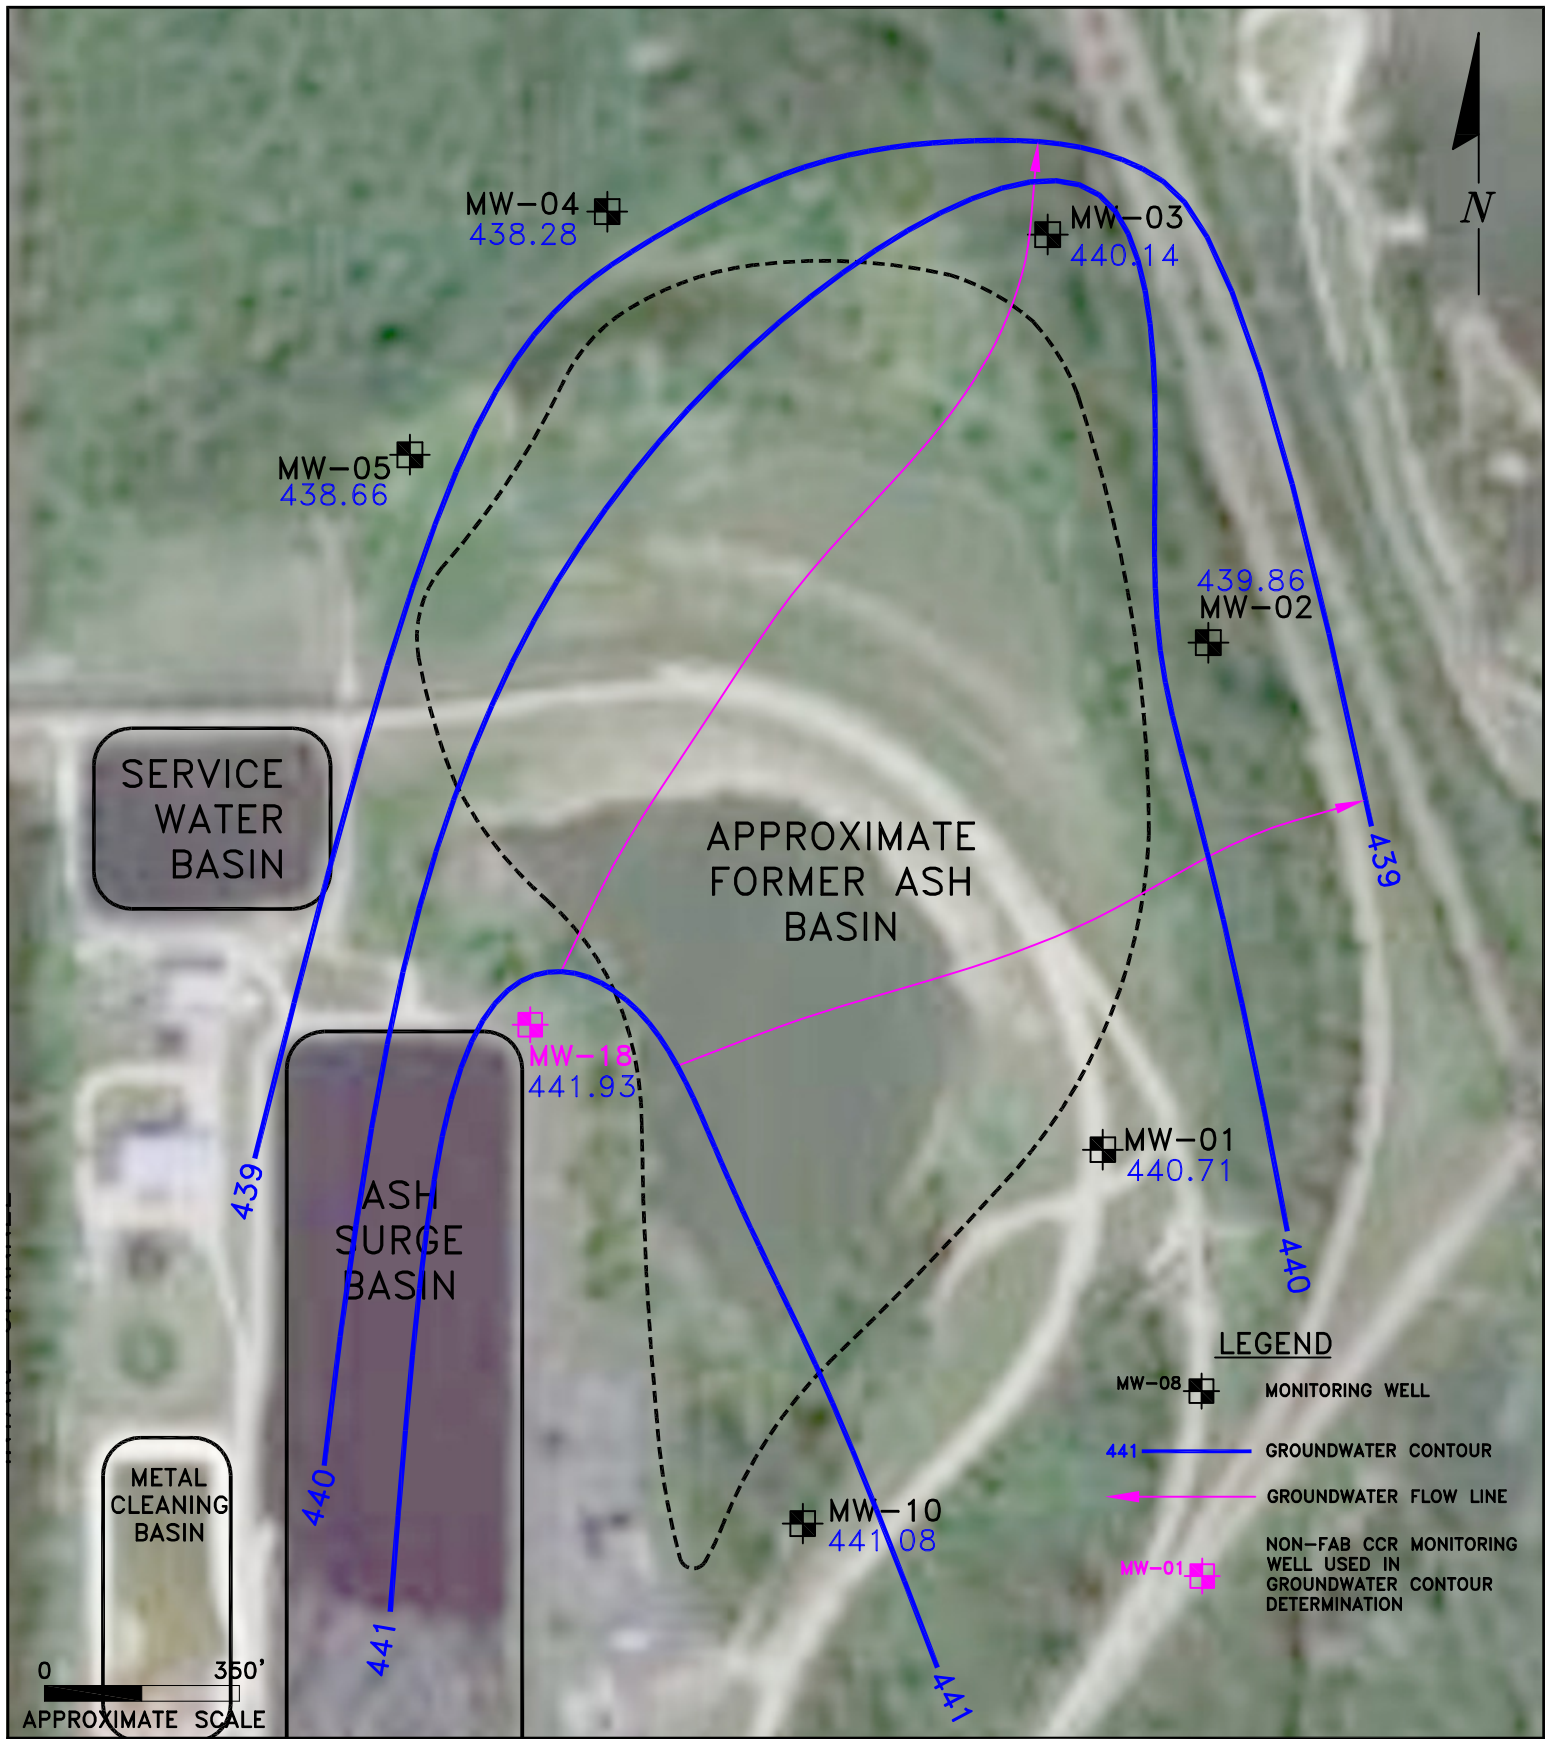 N
MW-04
438.28
MW-03
440.14
MW-05
438.66
439.86
MW-02
SERVICE
WATER
BASIN
APPROXIMATE
FORMER ASH
BASIN
439
MW-18
441.93
MW-01
440.71
439
ASH
SURGE
BASIN
440
LEGEND
MW-08
MONITORING WELL
441
GROUNDWATER CONTOUR
GROUNDWATER FLOW LINE
MW-01
NON-FAB CCR MONITORING
WELL USED IN
GROUNDWATER CONTOUR
DETERMINATION
METAL
CLEANING
BASIN
440
MW-10
441.08
441
441
0 350'
APPROXIMATE SCALE